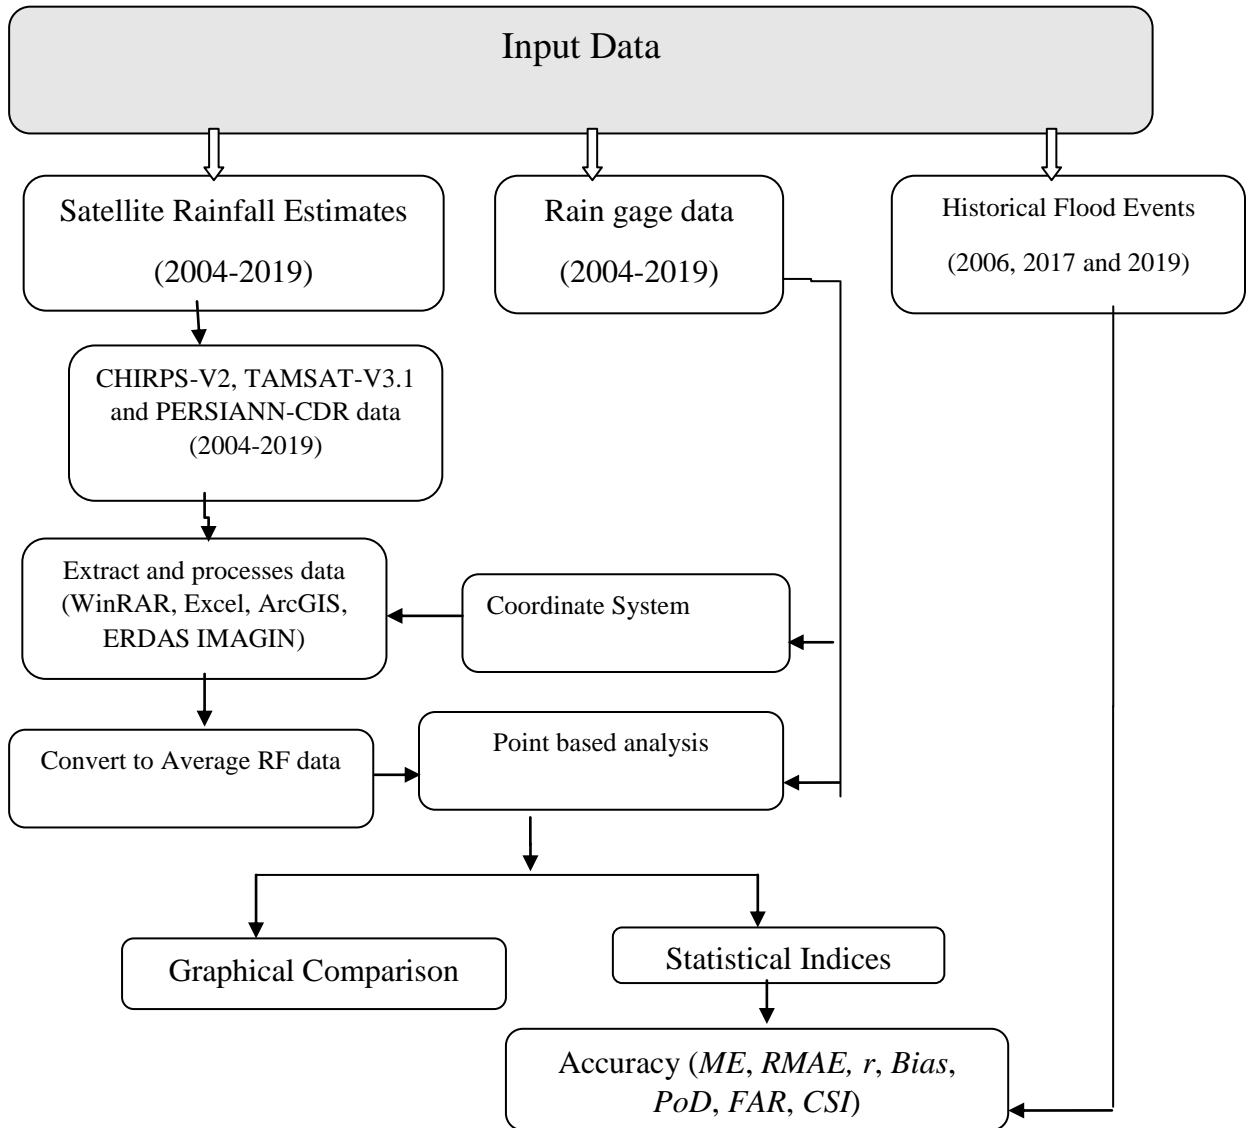 Input Data
Satellite Rainfall Estimates
(2004-2019)
Rain gage data
(2004-2019)
Historical Flood Events
(2006, 2017 and 2019)
CHIRPS-V2, TAMSAT-V3.1
and PERSIANN-CDR data
(2004-2019)
Extract and processes data
(WinRAR, Excel, ArcGIS,
ERDAS IMAGIN)
Coordinate System
Convert to Average RF data
Point based analysis
Graphical Comparison
Statistical Indices
Accuracy (ME, RMAE, r, Bias,
PoD, FAR, CSI)